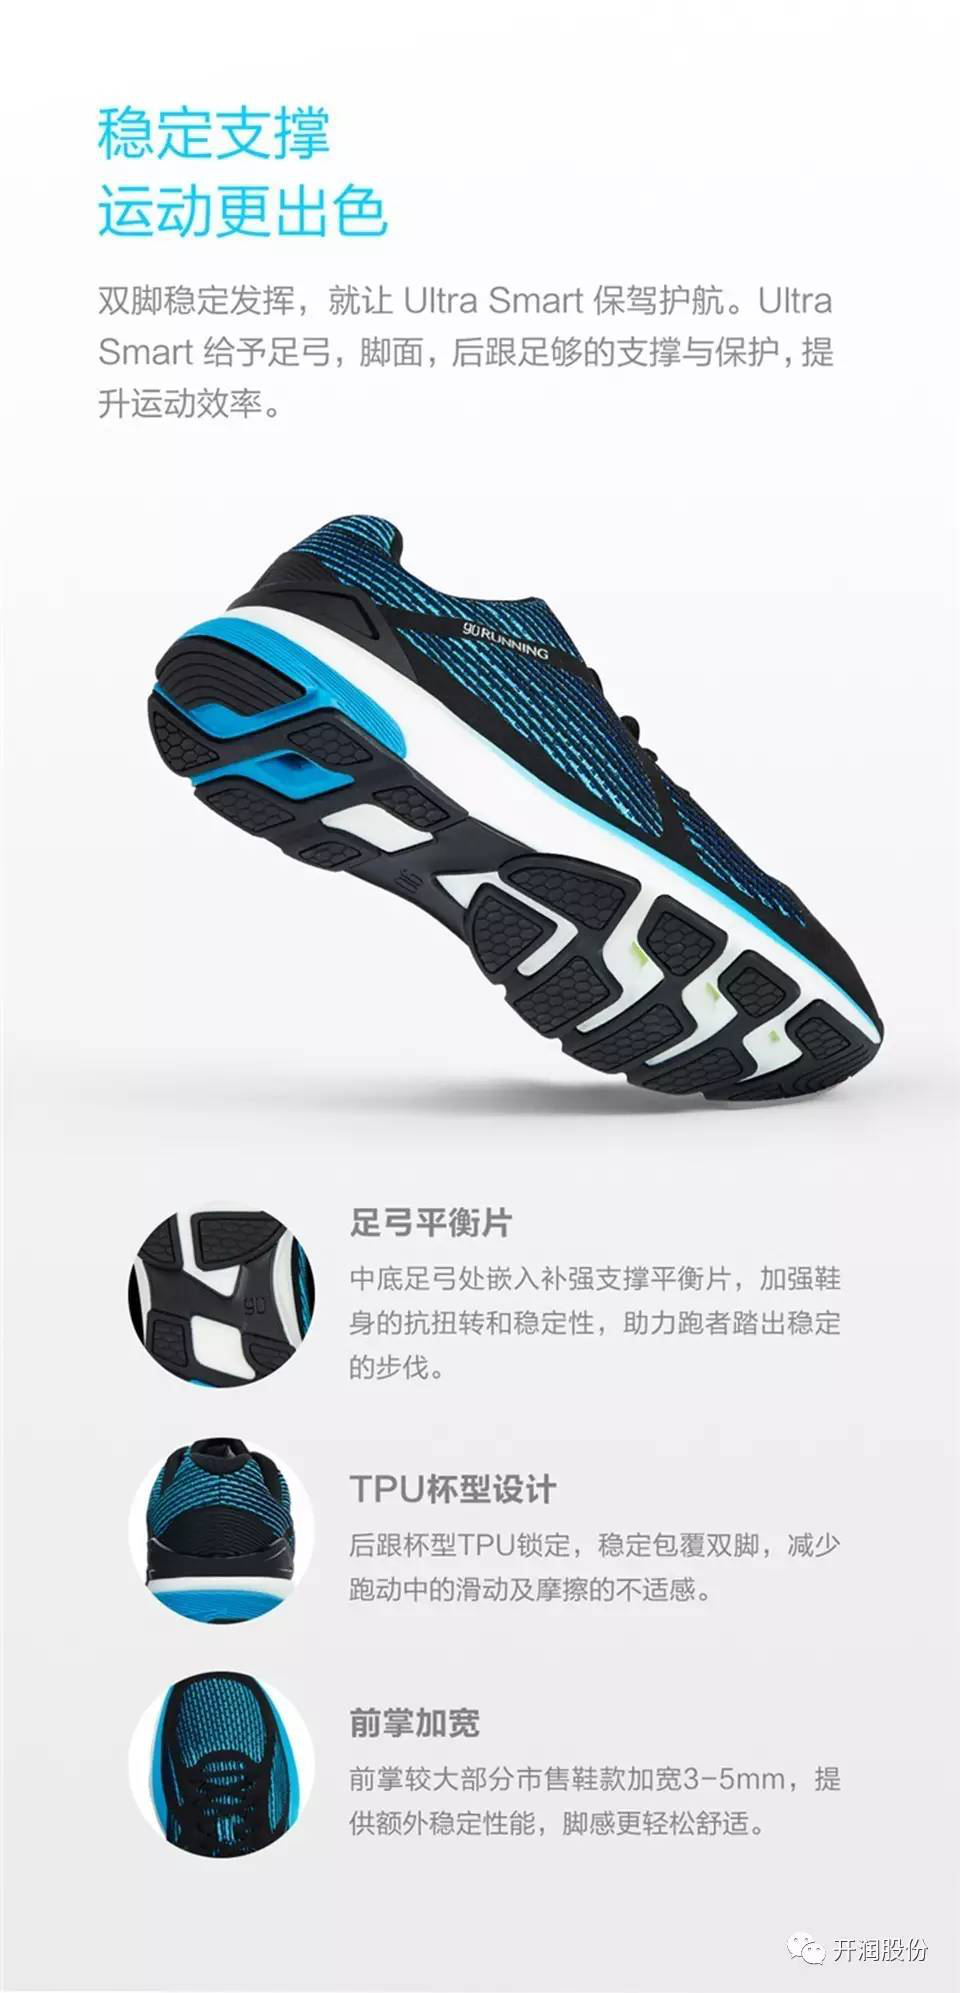 稳定支撑
运动更出色
双脚稳定发挥，就让 Ultra Smart 保驾护航。Ultra
Smart 给予足弓，脚面，后跟足够的支撑与保护，提
升运动效率。
90RUNNING
90
足弓平衡片
中底足弓处嵌入补强支撑平衡片，加强鞋
身的抗扭转和稳定性，助力跑者踏出稳定
的步伐。
90
TPU杯型设计
后跟杯型TPU锁定，稳定包覆双脚，减少
跑动中的滑动及摩擦的不适感。
前掌加宽
前掌较大部分市售鞋款加宽3-5mm，提
供额外稳定性能，脚感更轻松舒适。
开润股份